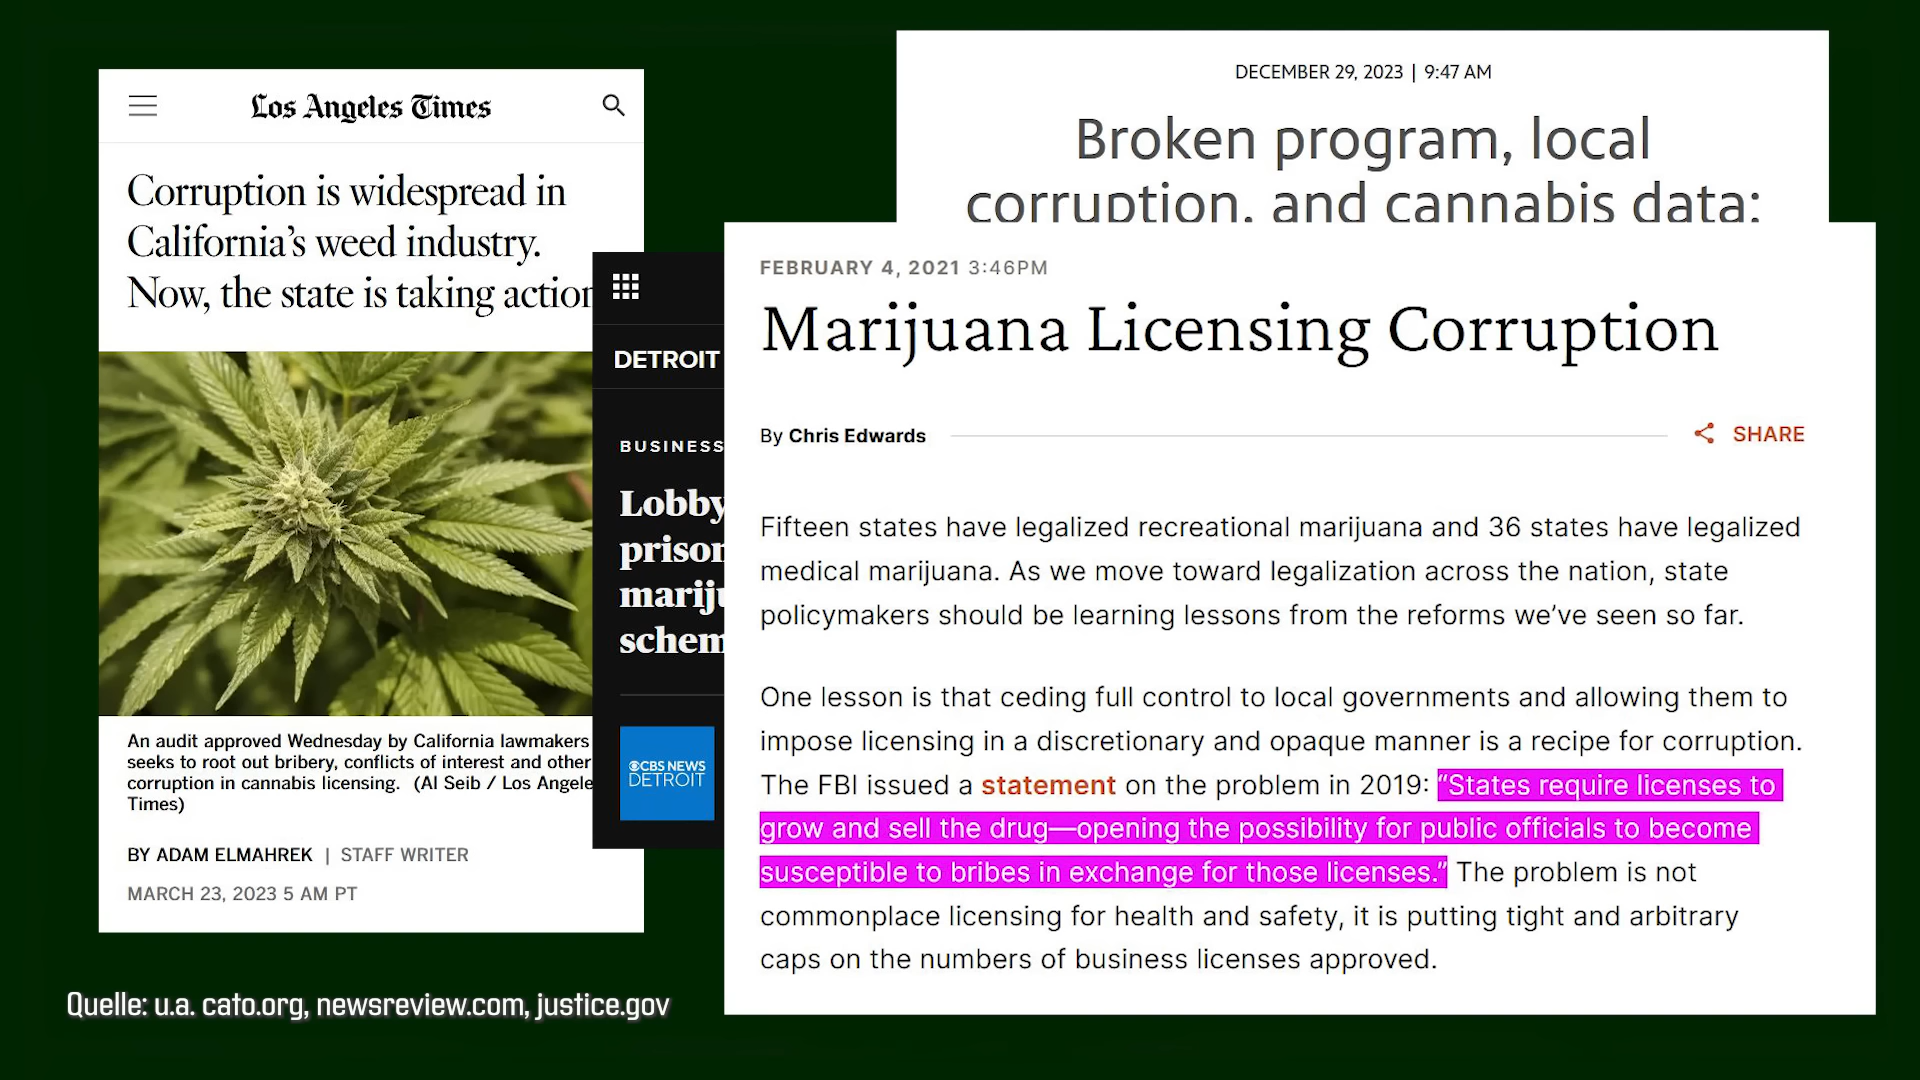 Los Angeles Times
Corruption is widespread in
California’s weed industry.
Now, the state is taking action
An audit approved Wednesday by California lawmakers
seeks to root out bribery, conflicts of interest and other
corruption in cannabis licensing. (Al Seib / Los Angele
Times)
BY ADAM ELMAHREK | STAFF WRITER
MARCH 23, 2023 5 AM PT
DETROIT
BUSINESS
Lobby
prison
mariju
schem
CBS NEWS
DETROIT
DECEMBER 29, 2023 | 9:47 AM
Broken program, local
corruption, and cannabis data:
FEBRUARY 4, 2021 3:46PM
Marijuana Licensing Corruption
By Chris Edwards
SHARE
Fifteen states have legalized recreational marijuana and 36 states have legalized
medical marijuana. As we move toward legalization across the nation, state
policymakers should be learning lessons from the reforms we’ve seen so far.
One lesson is that ceding full control to local governments and allowing them to
impose licensing in a discretionary and opaque manner is a recipe for corruption.
The FBI issued a statement on the problem in 2019: “States require licenses to
grow and sell the drug—opening the possibility for public officials to become
susceptible to bribes in exchange for those licenses.” The problem is not
commonplace licensing for health and safety, it is putting tight and arbitrary
caps on the numbers of business licenses approved.
Quelle: u.a. cato.org, newsreview.com, justice.gov